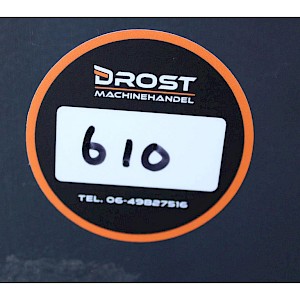 DROST
MACHINEHANDEL
610
TEL. 06-49827516